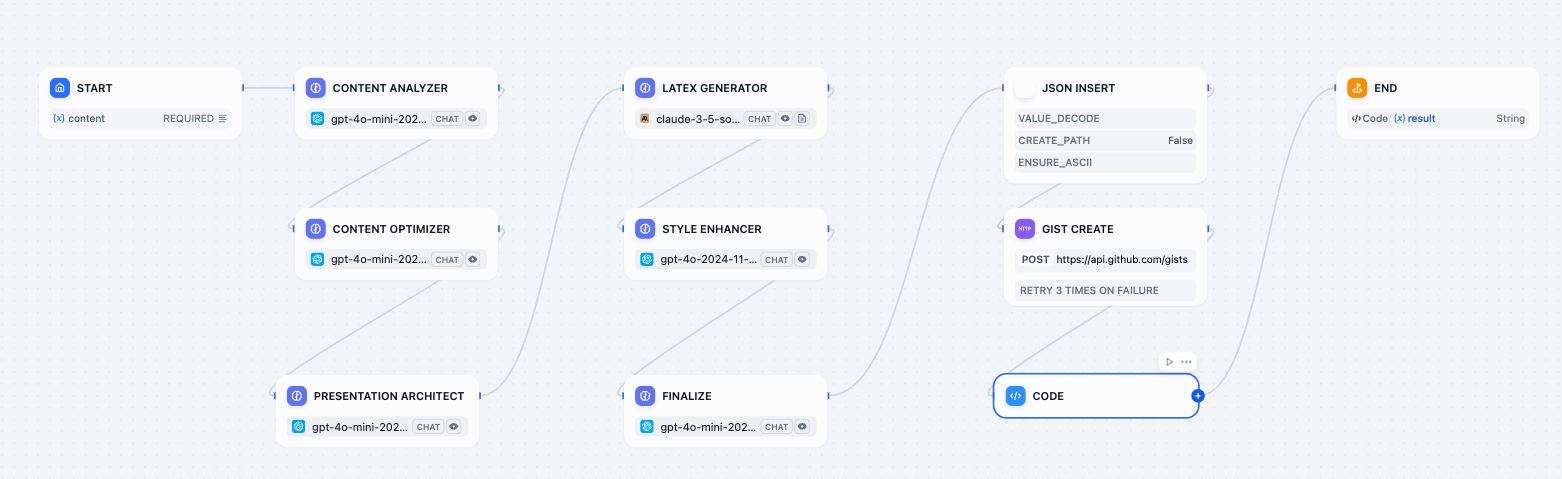 START
{x} content REQUIRED
CONTENT ANALYZER
gpt-4o-mini-202... CHAT
CONTENT OPTIMIZER
gpt-4o-mini-202... CHAT
PRESENTATION ARCHITECT
gpt-4o-mini-202... CHAT
LATEX GENERATOR
claude-3-5-so... CHAT
STYLE ENHANCER
gpt-4o-2024-11-... CHAT
FINALIZE
gpt-4o-mini-202... CHAT
JSON INSERT
VALUE_DECODE
CREATE_PATH False
ENSURE_ASCII
HTTP GIST CREATE
POST https://api.github.com/gists
RETRY 3 TIMES ON FAILURE
</> CODE
END
</> Code / {x} result String